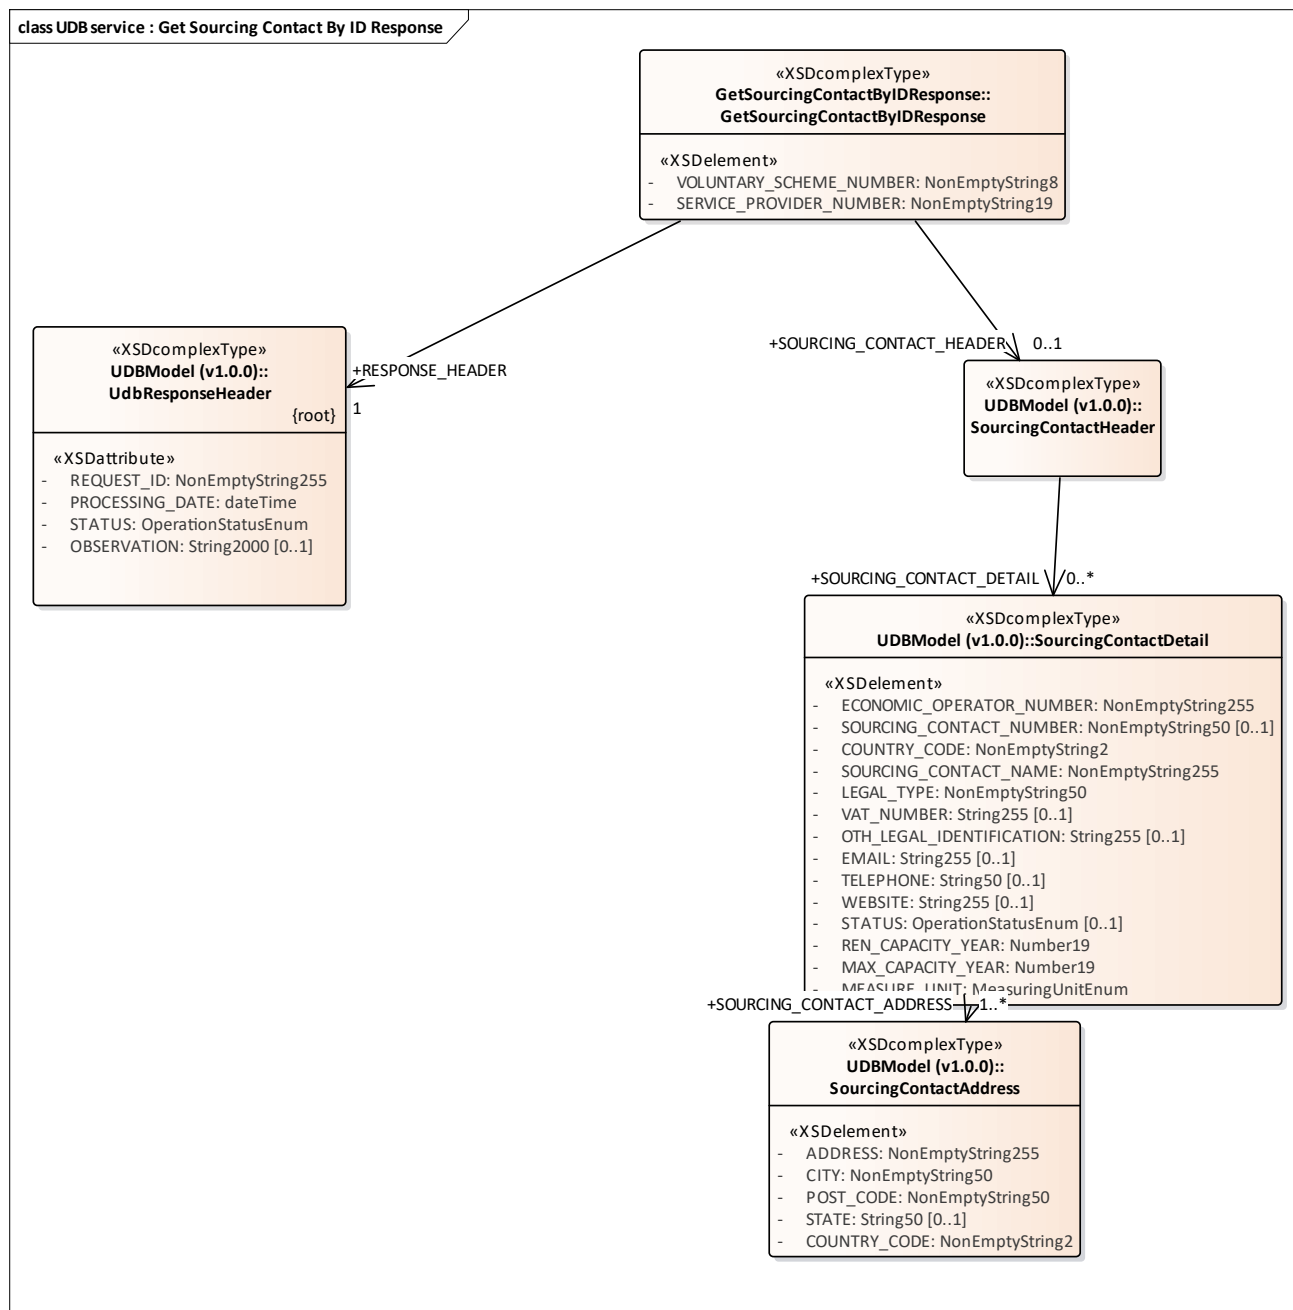 class UDB service : Get Sourcing Contact By ID Response
«XSDcomplexType»
GetSourcingContactByIDResponse::
GetSourcingContactByIDResponse
«XSDelement»
- VOLUNTARY_SCHEME_NUMBER: NonEmptyString8
- SERVICE_PROVIDER_NUMBER: NonEmptyString19
+RESPONSE_HEADER
1
«XSDcomplexType»
UDBModel (v1.0.0)::
UdbResponseHeader
{root}
«XSDattribute»
- REQUEST_ID: NonEmptyString255
- PROCESSING_DATE: dateTime
- STATUS: OperationStatusEnum
- OBSERVATION: String2000 [0..1]
+SOURCING_CONTACT_HEADER 0..1
«XSDcomplexType»
UDBModel (v1.0.0)::
SourcingContactHeader
+SOURCING_CONTACT_DETAIL 0..*
«XSDcomplexType»
UDBModel (v1.0.0)::SourcingContactDetail
«XSDelement»
- ECONOMIC_OPERATOR_NUMBER: NonEmptyString255
- SOURCING_CONTACT_NUMBER: NonEmptyString50 [0..1]
- COUNTRY_CODE: NonEmptyString2
- SOURCING_CONTACT_NAME: NonEmptyString255
- LEGAL_TYPE: NonEmptyString50
- VAT_NUMBER: String255 [0..1]
- OTH_LEGAL_IDENTIFICATION: String255 [0..1]
- EMAIL: String255 [0..1]
- TELEPHONE: String50 [0..1]
- WEBSITE: String255 [0..1]
- STATUS: OperationStatusEnum [0..1]
- REN_CAPACITY_YEAR: Number19
- MAX_CAPACITY_YEAR: Number19
- MEASURE_UNIT: MeasuringUnitEnum
+SOURCING_CONTACT_ADDRESS 1..*
«XSDcomplexType»
UDBModel (v1.0.0)::
SourcingContactAddress
«XSDelement»
- ADDRESS: NonEmptyString255
- CITY: NonEmptyString50
- POST_CODE: NonEmptyString50
- STATE: String50 [0..1]
- COUNTRY_CODE: NonEmptyString2